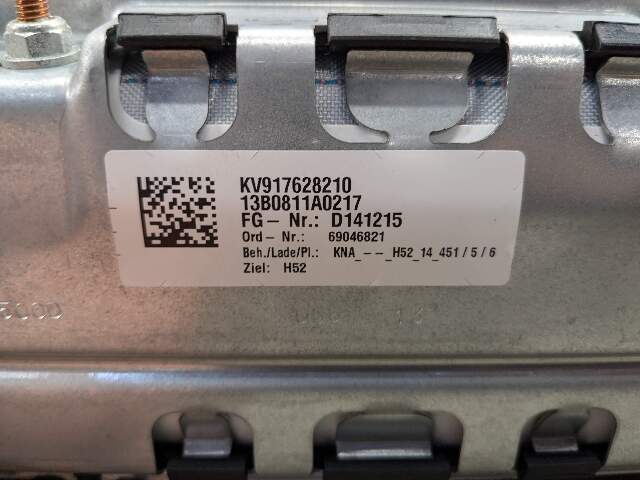 KV917628210
13B0811A0217
FG - Nr.: D141215
Ord - Nr.: 69046821
Beh./Lade/Pl.: KNA_ - - _H52_14_451 / 5 / 6
Ziel: H52